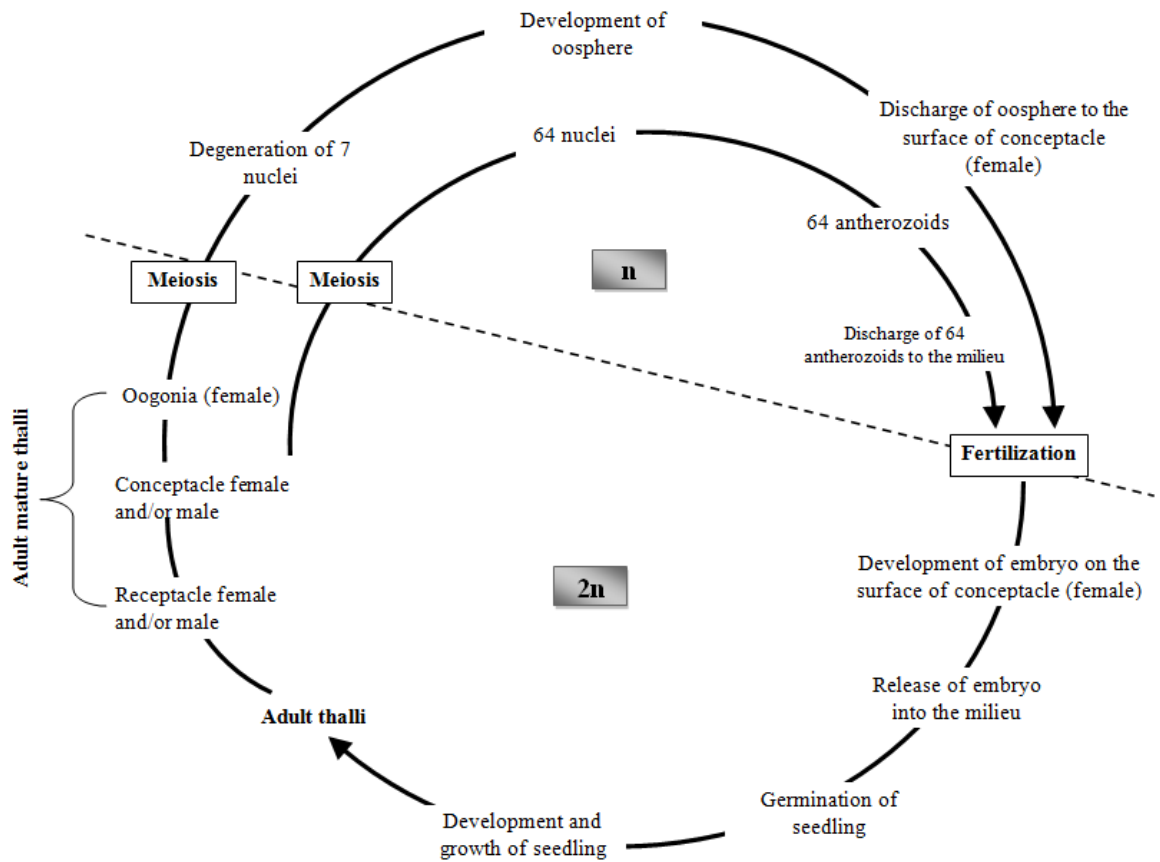 Development of
oosphere
Discharge of oosphere to the
surface of conceptacle
(female)
64 nuclei
Degeneration of 7
nuclei
64 antherozoids
Meiosis
Meiosis
n
Discharge of 64
antherozoids to the milieu
Oogonia (female)
Adult mature thalli
Fertilization
Conceptacle female
and/or male
Development of embryo on the
surface of conceptacle (female)
2n
Receptacle female
and/or male
Release of embryo
into the milieu
Adult thalli
Germination of
seedling
Development and
growth of seedling